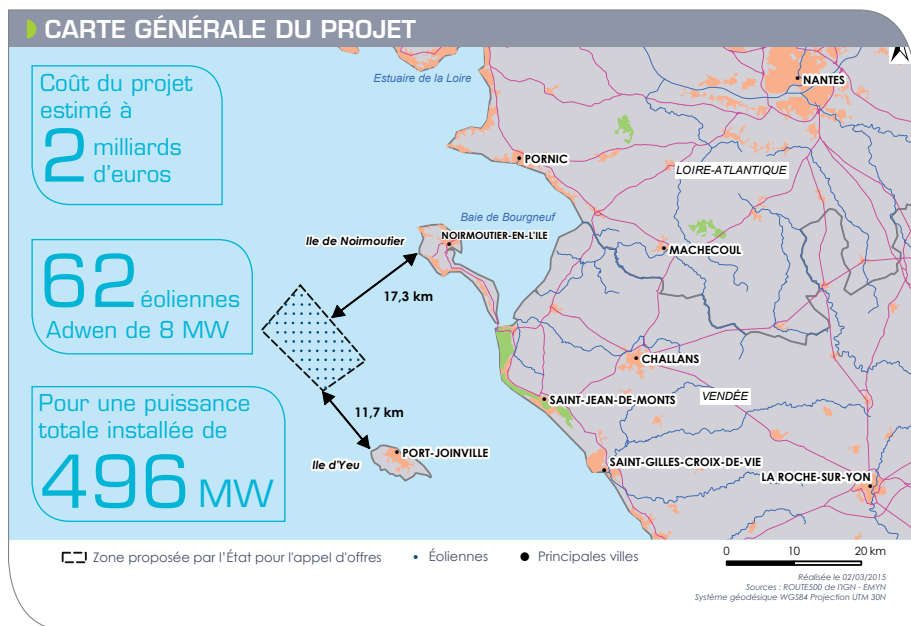 CARTE GÉNÉRALE DU PROJET
Coût du projet
estimé à
2 milliards
d'euros
62 éoliennes
Adwen de 8 MW
Pour une puissance
totale installée de
496 MW
Estuaire de la Loire
NANTES
PORNIC
LOIRE-ATLANTIQUE
Baie de Bourgneuf
Ile de Noirmoutier
NOIRMOUTIER-EN-L'ILE
MACHECOUL
17,3 km
CHALLANS
SAINT-JEAN-DE-MONTS
VENDÉE
11,7 km
PORT-JOINVILLE
Ile d'Yeu
SAINT-GILLES-CROIX-DE-VIE
LA ROCHE-SUR-YON
Zone proposée par l'État pour l'appel d'offres
Éoliennes
Principales villes
0 10 20 km
Réalisée le 02/03/2015
Sources : ROUTE500 de l'IGN - EMYN
Système géodésique WGS84 Projection UTM 30N